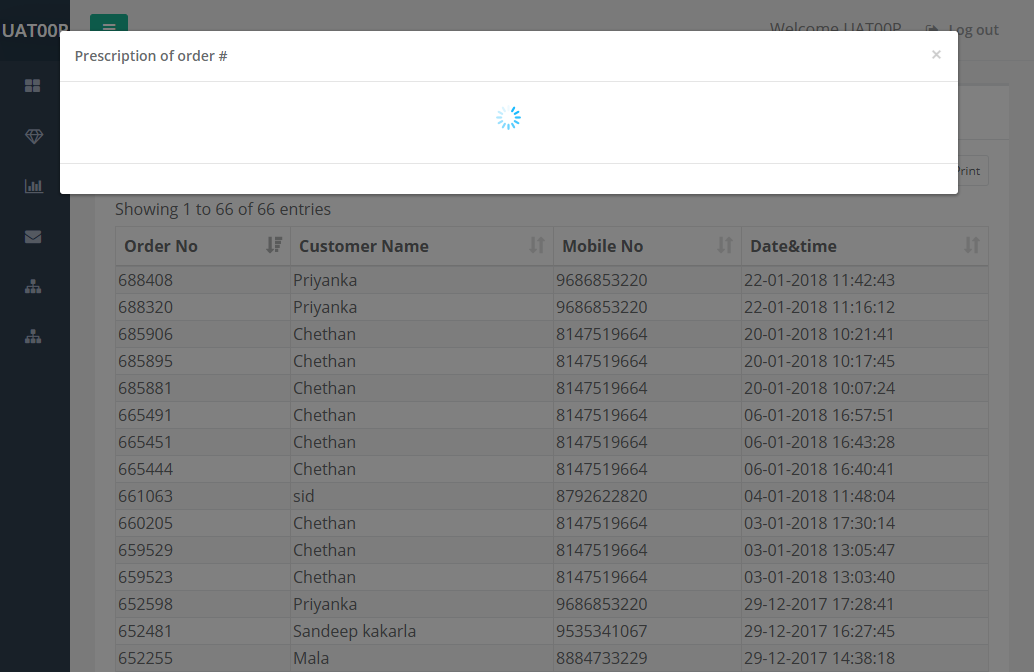 UAT00P
Welcome UAT00P
Log out
Prescription of order #
×
Print
Showing 1 to 66 of 66 entries
Order No Customer Name Mobile No Date&time
688408 Priyanka 9686853220 22-01-2018 11:42:43
688320 Priyanka 9686853220 22-01-2018 11:16:12
685906 Chethan 8147519664 20-01-2018 10:21:41
685895 Chethan 8147519664 20-01-2018 10:17:45
685881 Chethan 8147519664 20-01-2018 10:07:24
665491 Chethan 8147519664 06-01-2018 16:57:51
665451 Chethan 8147519664 06-01-2018 16:43:28
665444 Chethan 8147519664 06-01-2018 16:40:41
661063 sid 8792622820 04-01-2018 11:48:04
660205 Chethan 8147519664 03-01-2018 17:30:14
659529 Chethan 8147519664 03-01-2018 13:05:47
659523 Chethan 8147519664 03-01-2018 13:03:40
652598 Priyanka 9686853220 29-12-2017 17:28:41
652481 Sandeep kakarla 9535341067 29-12-2017 16:27:45
652255 Mala 8884733229 29-12-2017 14:38:18